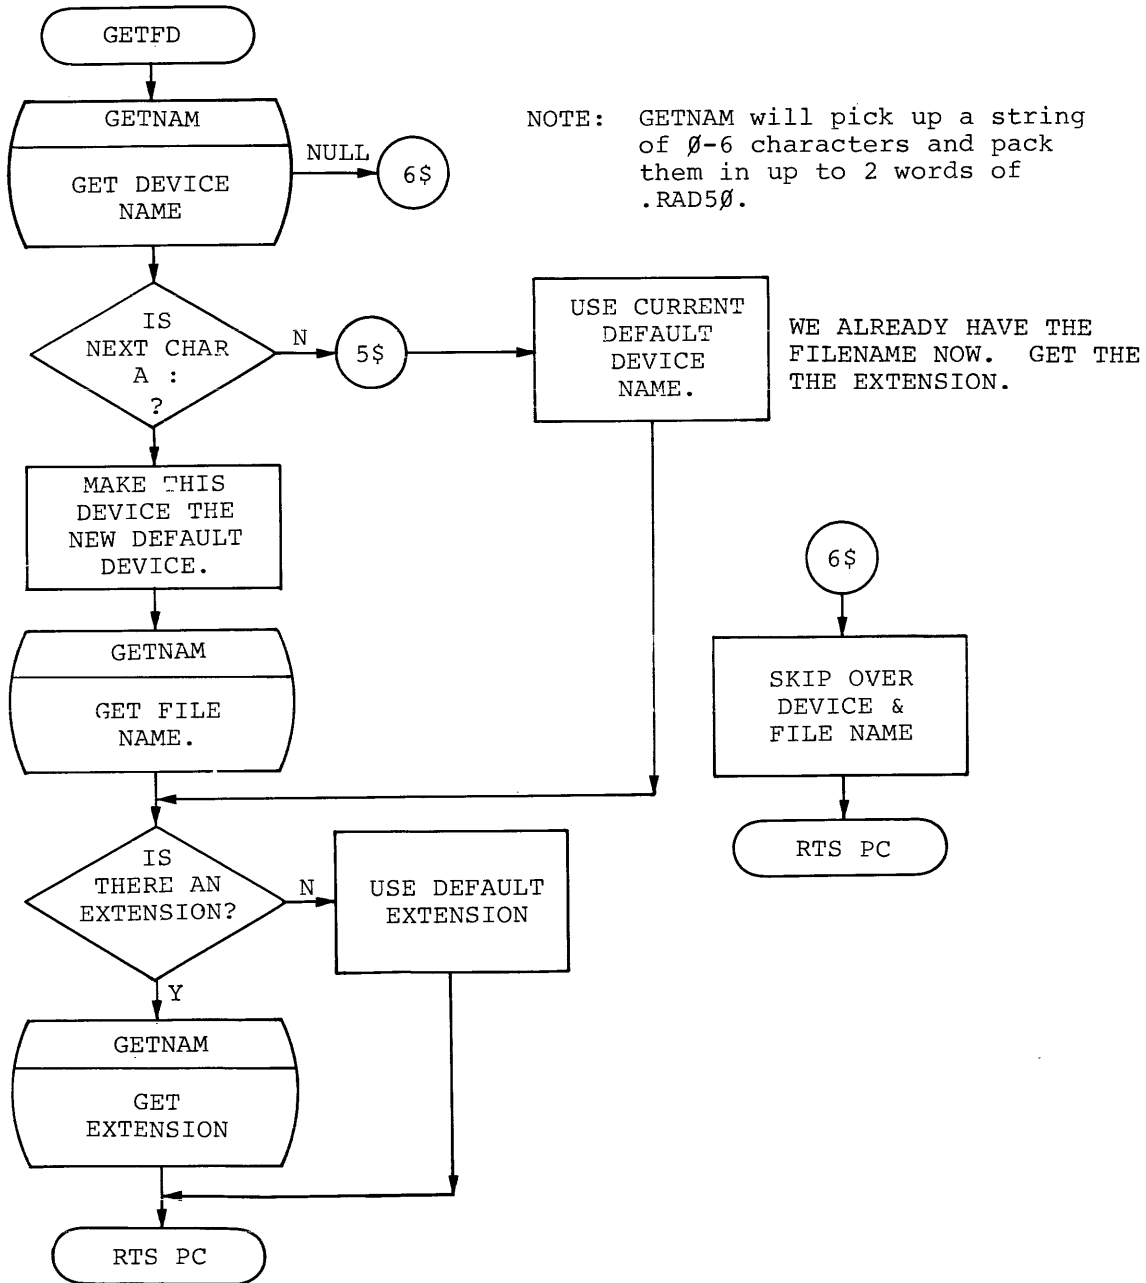 GETFD
GETNAM
GET DEVICE
NAME
NULL
6$
NOTE: GETNAM will pick up a string
of Ø-6 characters and pack
them in up to 2 words of
.RAD5Ø.
IS
NEXT CHAR
A :
?
N
5$
USE CURRENT
DEFAULT
DEVICE
NAME.
WE ALREADY HAVE THE
FILENAME NOW. GET THE
THE EXTENSION.
MAKE THIS
DEVICE THE
NEW DEFAULT
DEVICE.
GETNAM
GET FILE
NAME.
6$
SKIP OVER
DEVICE &
FILE NAME
RTS PC
IS
THERE AN
EXTENSION?
N
USE DEFAULT
EXTENSION
Y
GETNAM
GET
EXTENSION
RTS PC